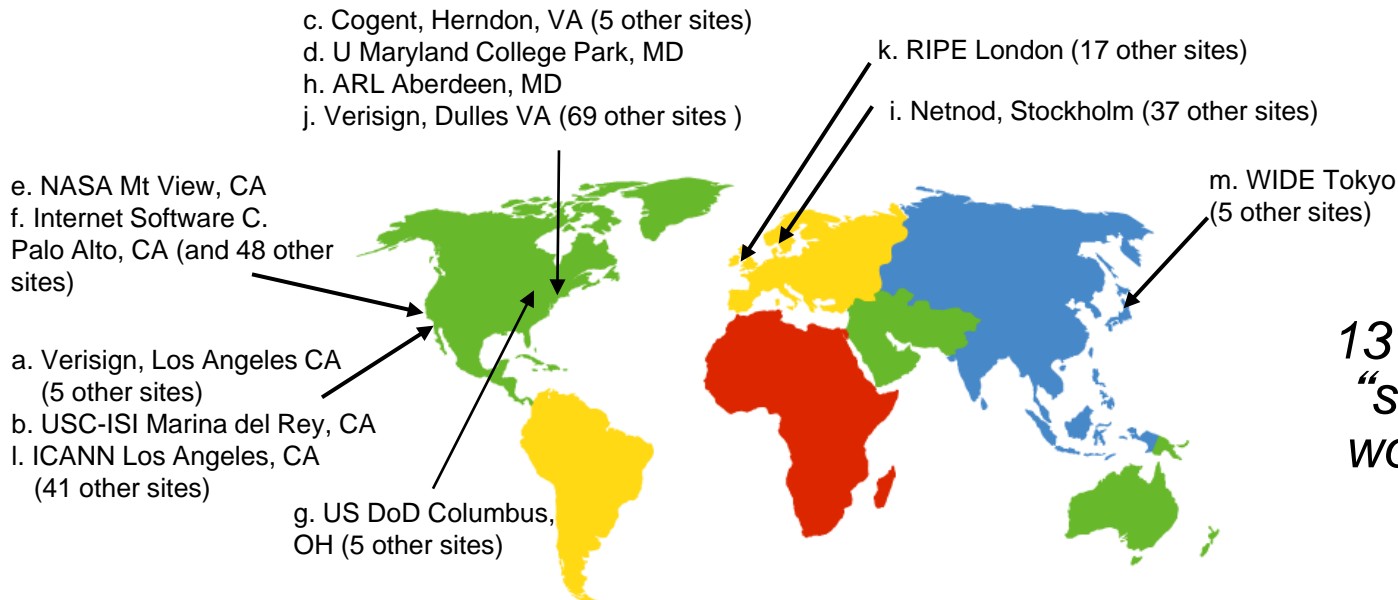 c. Cogent, Herndon, VA (5 other sites)
d. U Maryland College Park, MD
h. ARL Aberdeen, MD
j. Verisign, Dulles VA (69 other sites )
k. RIPE London (17 other sites)
i. Netnod, Stockholm (37 other sites)
e. NASA Mt View, CA
f. Internet Software C.
Palo Alto, CA (and 48 other
sites)
m. WIDE Tokyo
(5 other sites)
a. Verisign, Los Angeles CA
(5 other sites)
b. USC-ISI Marina del Rey, CA
l. ICANN Los Angeles, CA
(41 other sites)
g. US DoD Columbus,
OH (5 other sites)
13